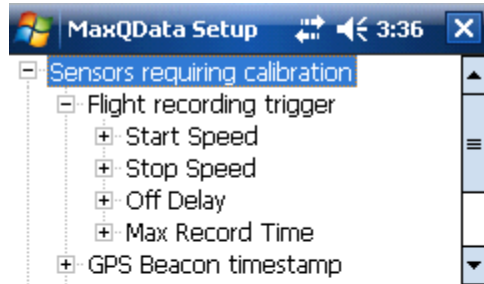 MaxQData Setup 3:36
Sensors requiring calibration
Flight recording trigger
Start Speed
Stop Speed
Off Delay
Max Record Time
GPS Beacon timestamp